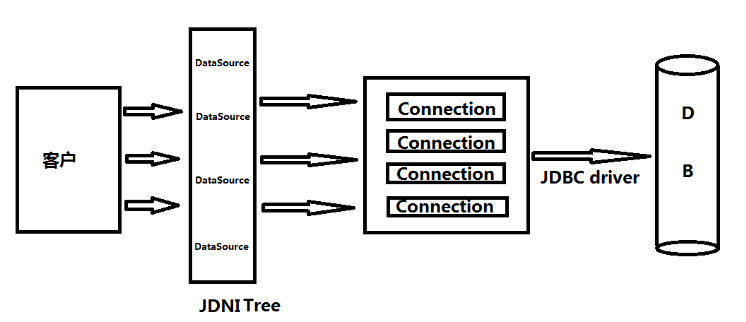 客户
DataSource
DataSource
DataSource
DataSource
JDNI Tree
Connection
Connection
Connection
Connection
JDBC driver
D
B